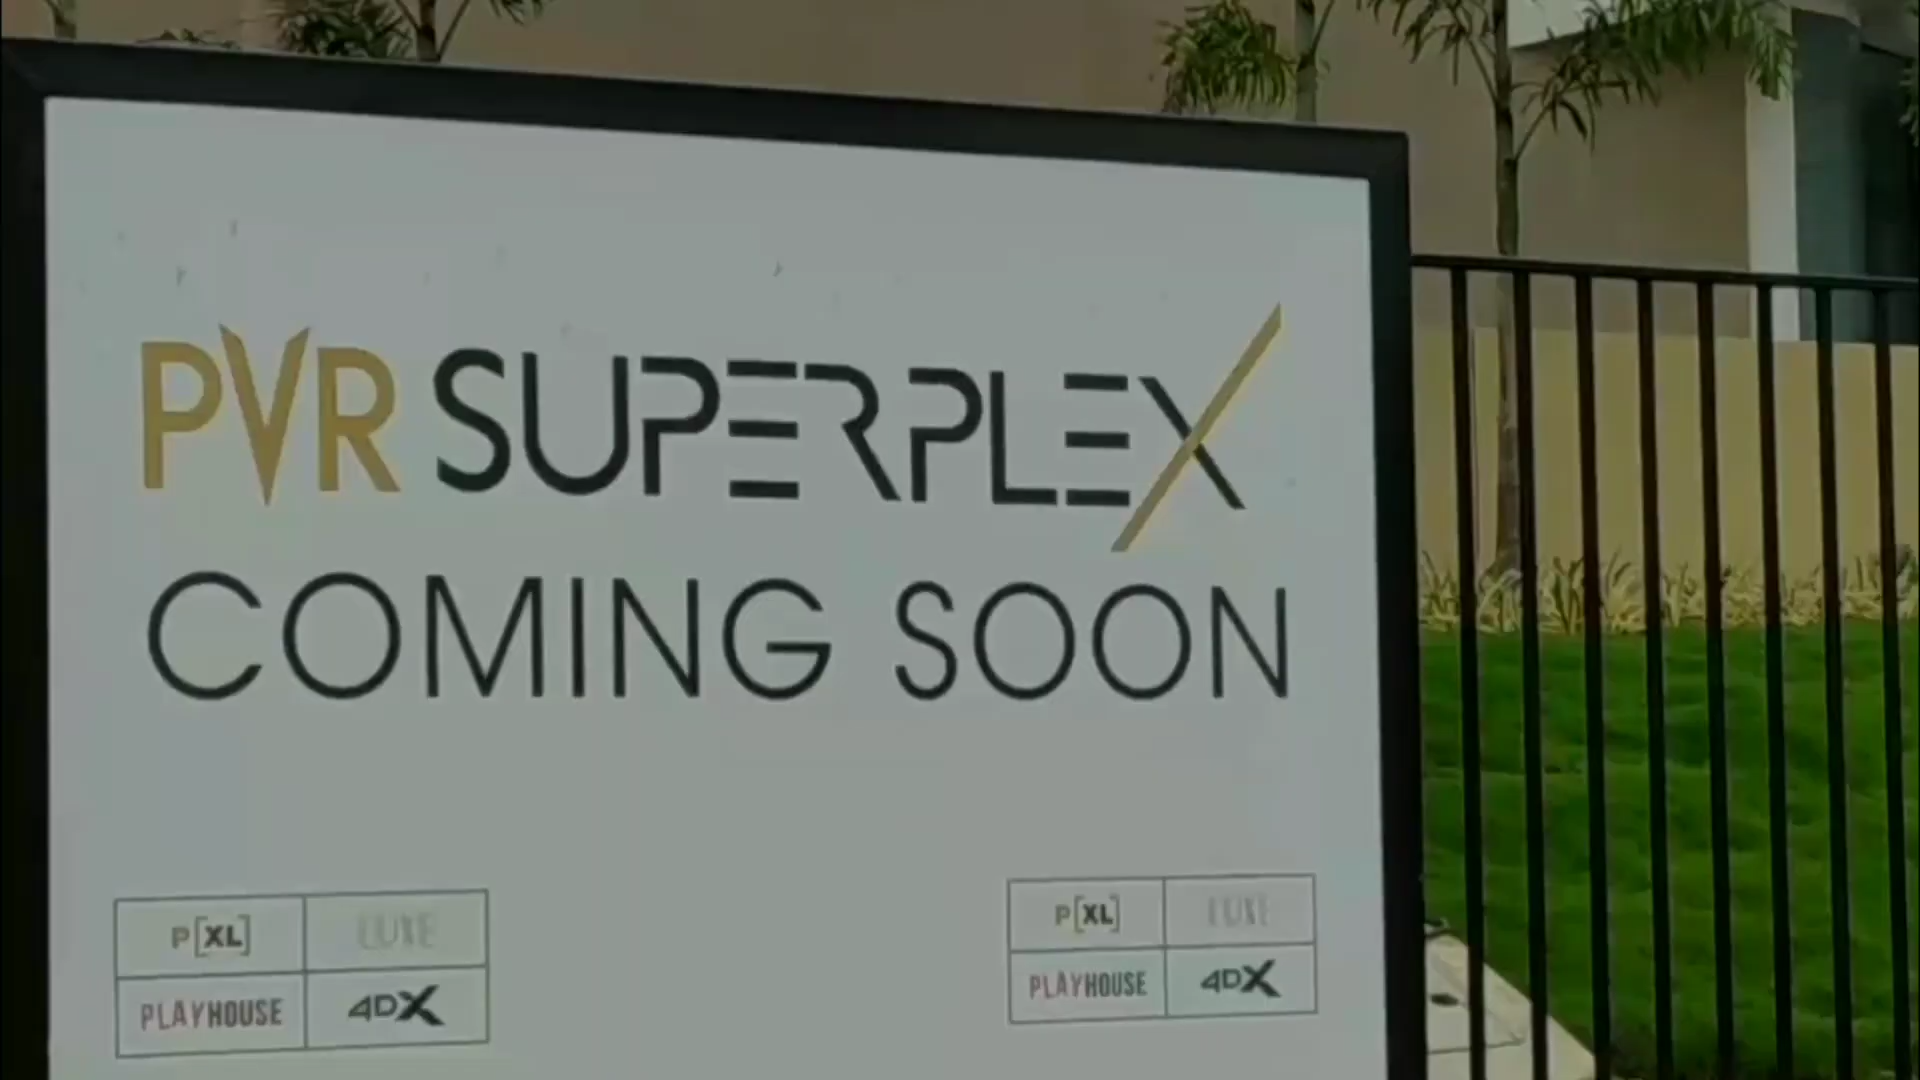 PVR SUPERPLEX
COMING SOON
P[XL] LUXE
PLAYHOUSE 4DX
P[XL] LUXE
PLAYHOUSE 4DX